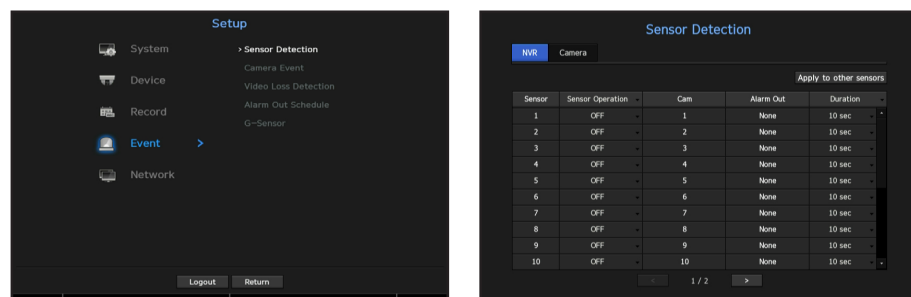 Setup
System
Device
Record
Event >
Network
> Sensor Detection
Camera Event
Video Loss Detection
Alarm Out Schedule
G-Sensor
Logout Return
Sensor Detection
NVR Camera
Apply to other sensors
Sensor Sensor Operation Cam Alarm Out Duration
1 OFF 1 None 10 sec
2 OFF 2 None 10 sec
3 OFF 3 None 10 sec
4 OFF 4 None 10 sec
5 OFF 5 None 10 sec
6 OFF 6 None 10 sec
7 OFF 7 None 10 sec
8 OFF 8 None 10 sec
9 OFF 9 None 10 sec
10 OFF 10 None 10 sec
< 1 / 2 >